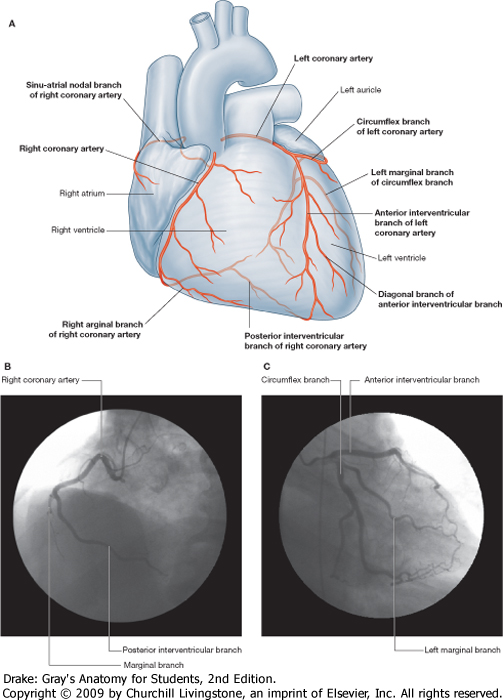 A
Left coronary artery
Left auricle
Sinu-atrial nodal branch
of right coronary artery
Circumflex branch
of left coronary artery
Right coronary artery
Left marginal branch
of circumflex branch
Right atrium
Anterior interventricular
branch of left
coronary artery
Right ventricle
Left ventricle
Diagonal branch of
anterior interventricular branch
Right arginal branch
of right coronary artery
Posterior interventricular
branch of right coronary artery
B
Right coronary artery
Posterior interventricular branch
Marginal branch
C
Circumflex branch
Anterior interventricular branch
Left marginal branch
Drake: Gray's Anatomy for Students, 2nd Edition.
Copyright © 2009 by Churchill Livingstone, an imprint of Elsevier, Inc. All rights reserved.